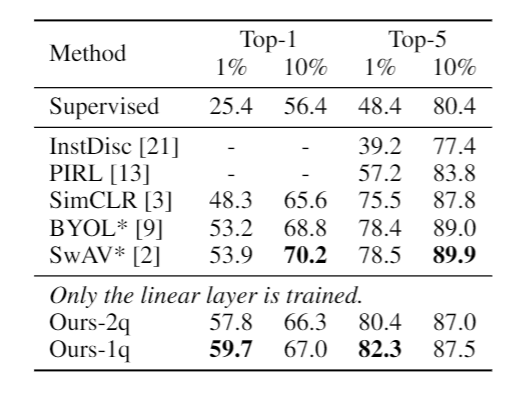 Method Top-1 Top-5
1% 10% 1% 10%
Supervised 25.4 56.4 48.4 80.4
InstDisc [21] - - 39.2 77.4
PIRL [13] - - 57.2 83.8
SimCLR [3] 48.3 65.6 75.5 87.8
BYOL* [9] 53.2 68.8 78.4 89.0
SwAV* [2] 53.9 70.2 78.5 89.9
Only the linear layer is trained.
Ours-2q 57.8 66.3 80.4 87.0
Ours-1q 59.7 67.0 82.3 87.5